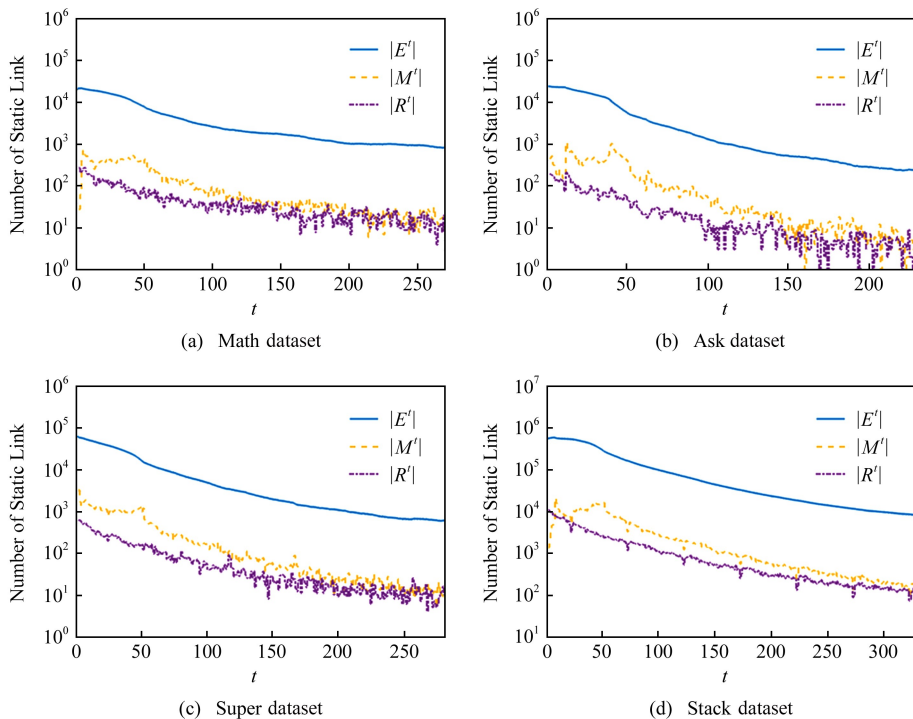 10^6
10^5
10^4
10^3
10^2
10^1
10^0
Number of Static Link
|E^t|
|M^t|
|R^t|
0 50 100 150 200 250
t
(a) Math dataset
10^6
10^5
10^4
10^3
10^2
10^1
10^0
Number of Static Link
|E^t|
|M^t|
|R^t|
0 50 100 150 200
t
(b) Ask dataset
10^6
10^5
10^4
10^3
10^2
10^1
10^0
Number of Static Link
|E^t|
|M^t|
|R^t|
0 50 100 150 200 250
t
(c) Super dataset
10^7
10^6
10^5
10^4
10^3
10^2
10^1
Number of Static Link
|E^t|
|M^t|
|R^t|
0 50 100 150 200 250 300
t
(d) Stack dataset